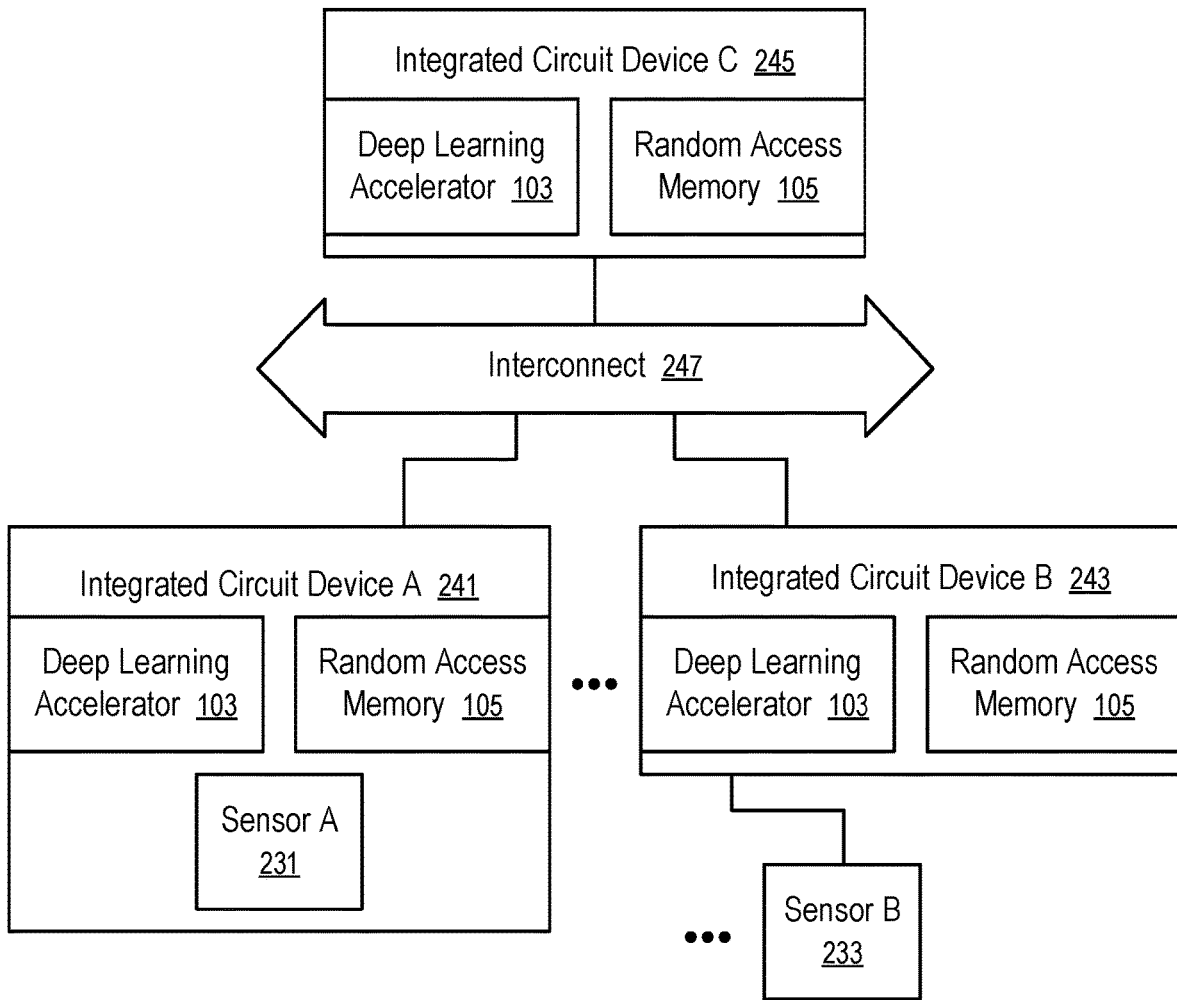 Integrated Circuit Device C 245
Deep Learning
Accelerator 103
Random Access
Memory 105
Interconnect 247
Integrated Circuit Device A 241
Deep Learning
Accelerator 103
Random Access
Memory 105
Sensor A
231
•••
Integrated Circuit Device B 243
Deep Learning
Accelerator 103
Random Access
Memory 105
•••
Sensor B
233